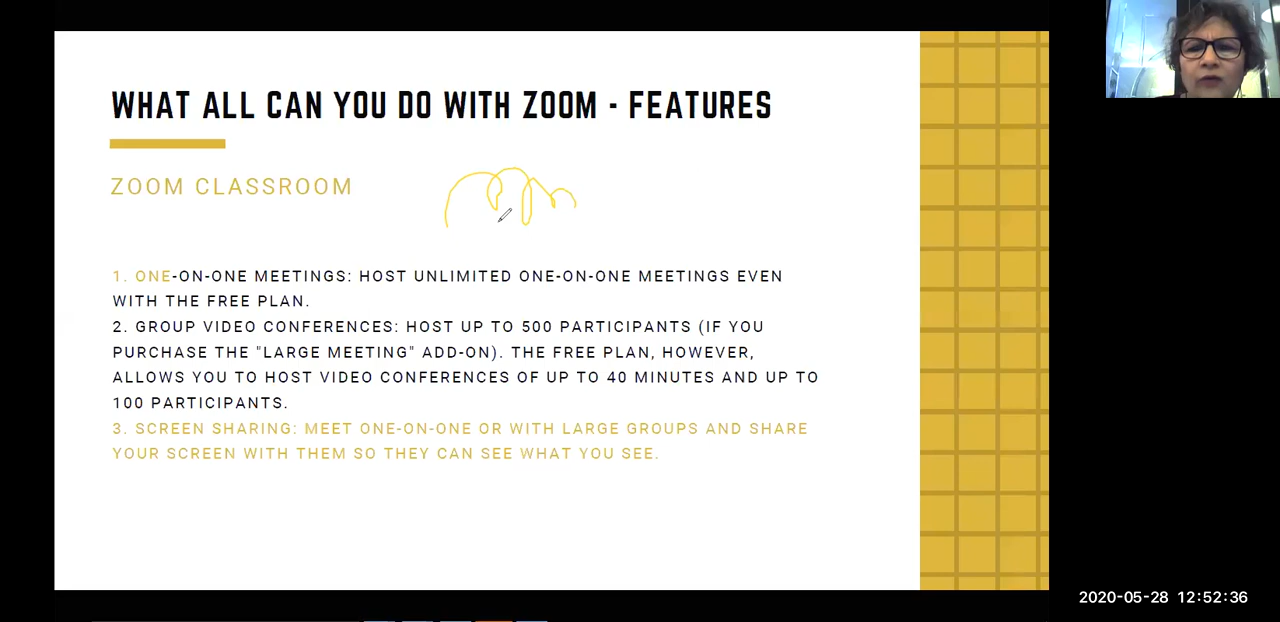 WHAT ALL CAN YOU DO WITH ZOOM - FEATURES
ZOOM CLASSROOM
1. ONE-ON-ONE MEETINGS: HOST UNLIMITED ONE-ON-ONE MEETINGS EVEN
WITH THE FREE PLAN.
2. GROUP VIDEO CONFERENCES: HOST UP TO 500 PARTICIPANTS (IF YOU
PURCHASE THE "LARGE MEETING" ADD-ON). THE FREE PLAN, HOWEVER,
ALLOWS YOU TO HOST VIDEO CONFERENCES OF UP TO 40 MINUTES AND UP TO
100 PARTICIPANTS.
3. SCREEN SHARING: MEET ONE-ON-ONE OR WITH LARGE GROUPS AND SHARE
YOUR SCREEN WITH THEM SO THEY CAN SEE WHAT YOU SEE.
2020-05-28 12:52:36